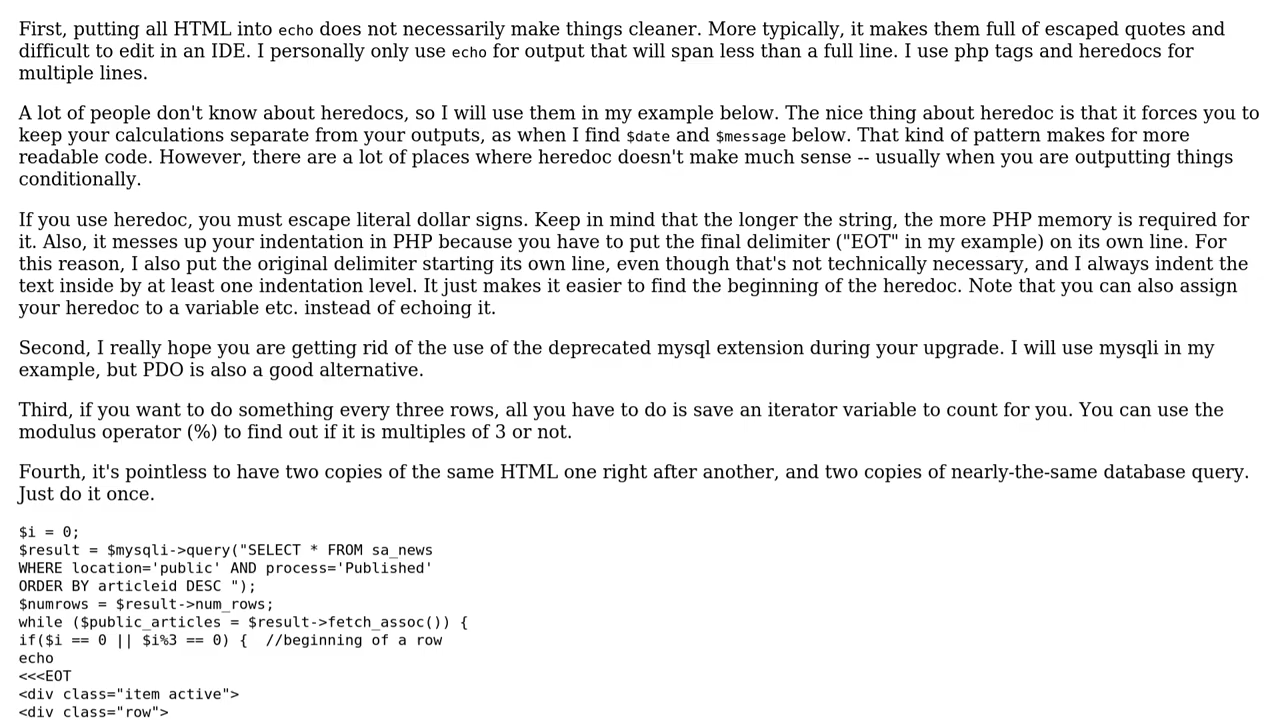 First, putting all HTML into echo does not necessarily make things cleaner. More typically, it makes them full of escaped quotes and
difficult to edit in an IDE. I personally only use echo for output that will span less than a full line. I use php tags and heredocs for
multiple lines.
A lot of people don't know about heredocs, so I will use them in my example below. The nice thing about heredoc is that it forces you to
keep your calculations separate from your outputs, as when I find $date and $message below. That kind of pattern makes for more
readable code. However, there are a lot of places where heredoc doesn't make much sense -- usually when you are outputting things
conditionally.
If you use heredoc, you must escape literal dollar signs. Keep in mind that the longer the string, the more PHP memory is required for
it. Also, it messes up your indentation in PHP because you have to put the final delimiter ("EOT" in my example) on its own line. For
this reason, I also put the original delimiter starting its own line, even though that's not technically necessary, and I always indent the
text inside by at least one indentation level. It just makes it easier to find the beginning of the heredoc. Note that you can also assign
your heredoc to a variable etc. instead of echoing it.
Second, I really hope you are getting rid of the use of the deprecated mysql extension during your upgrade. I will use mysqli in my
example, but PDO is also a good alternative.
Third, if you want to do something every three rows, all you have to do is save an iterator variable to count for you. You can use the
modulus operator (%) to find out if it is multiples of 3 or not.
Fourth, it's pointless to have two copies of the same HTML one right after another, and two copies of nearly-the-same database query.
Just do it once.
$i = 0;
$result = $mysqli->query("SELECT * FROM sa_news
WHERE location='public' AND process='Published'
ORDER BY articleid DESC ");
$numrows = $result->num_rows;
while ($public_articles = $result->fetch_assoc()) {
if($i == 0 || $i%3 == 0) {  //beginning of a row
echo
<<<EOT
<div class="item active">
<div class="row">